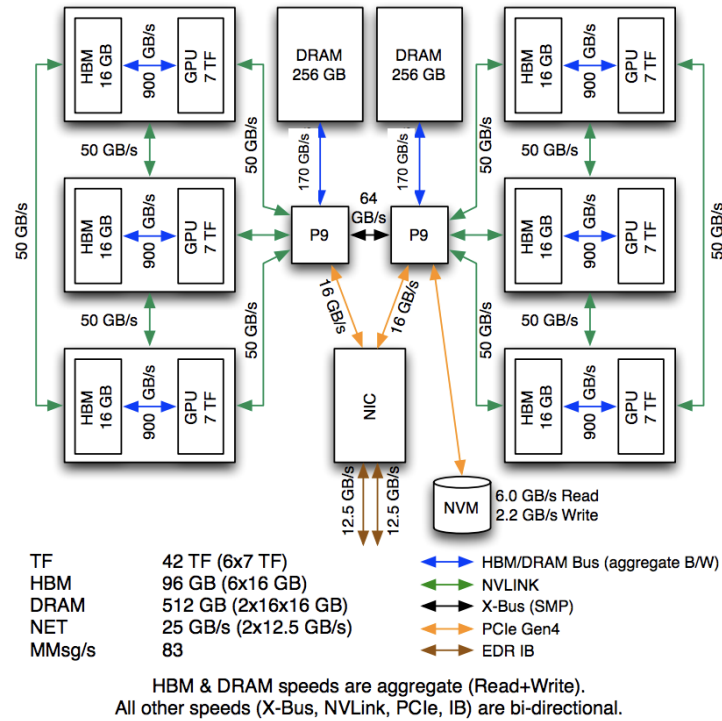 HBM
16 GB
900
GB/s
GPU
7 TF
DRAM
256 GB
DRAM
256 GB
HBM
16 GB
900
GB/s
GPU
7 TF
50 GB/s
50 GB/s
170 GB/s
170 GB/s
50 GB/s
50 GB/s
50 GB/s
HBM
16 GB
900
GB/s
GPU
7 TF
P9
64
GB/s
P9
HBM
16 GB
900
GB/s
GPU
7 TF
50 GB/s
50 GB/s
50 GB/s
16 GB/s
16 GB/s
50 GB/s
50 GB/s
HBM
16 GB
900
GB/s
GPU
7 TF
NIC
HBM
16 GB
900
GB/s
GPU
7 TF
12.5 GB/s
12.5 GB/s
NVM
6.0 GB/s Read
2.2 GB/s Write
TF 42 TF (6x7 TF)
HBM 96 GB (6x16 GB)
DRAM 512 GB (2x16x16 GB)
NET 25 GB/s (2x12.5 GB/s)
MMsg/s 83
HBM/DRAM Bus (aggregate B/W)
NVLINK
X-Bus (SMP)
PCIe Gen4
EDR IB
HBM & DRAM speeds are aggregate (Read+Write).
All other speeds (X-Bus, NVLink, PCIe, IB) are bi-directional.